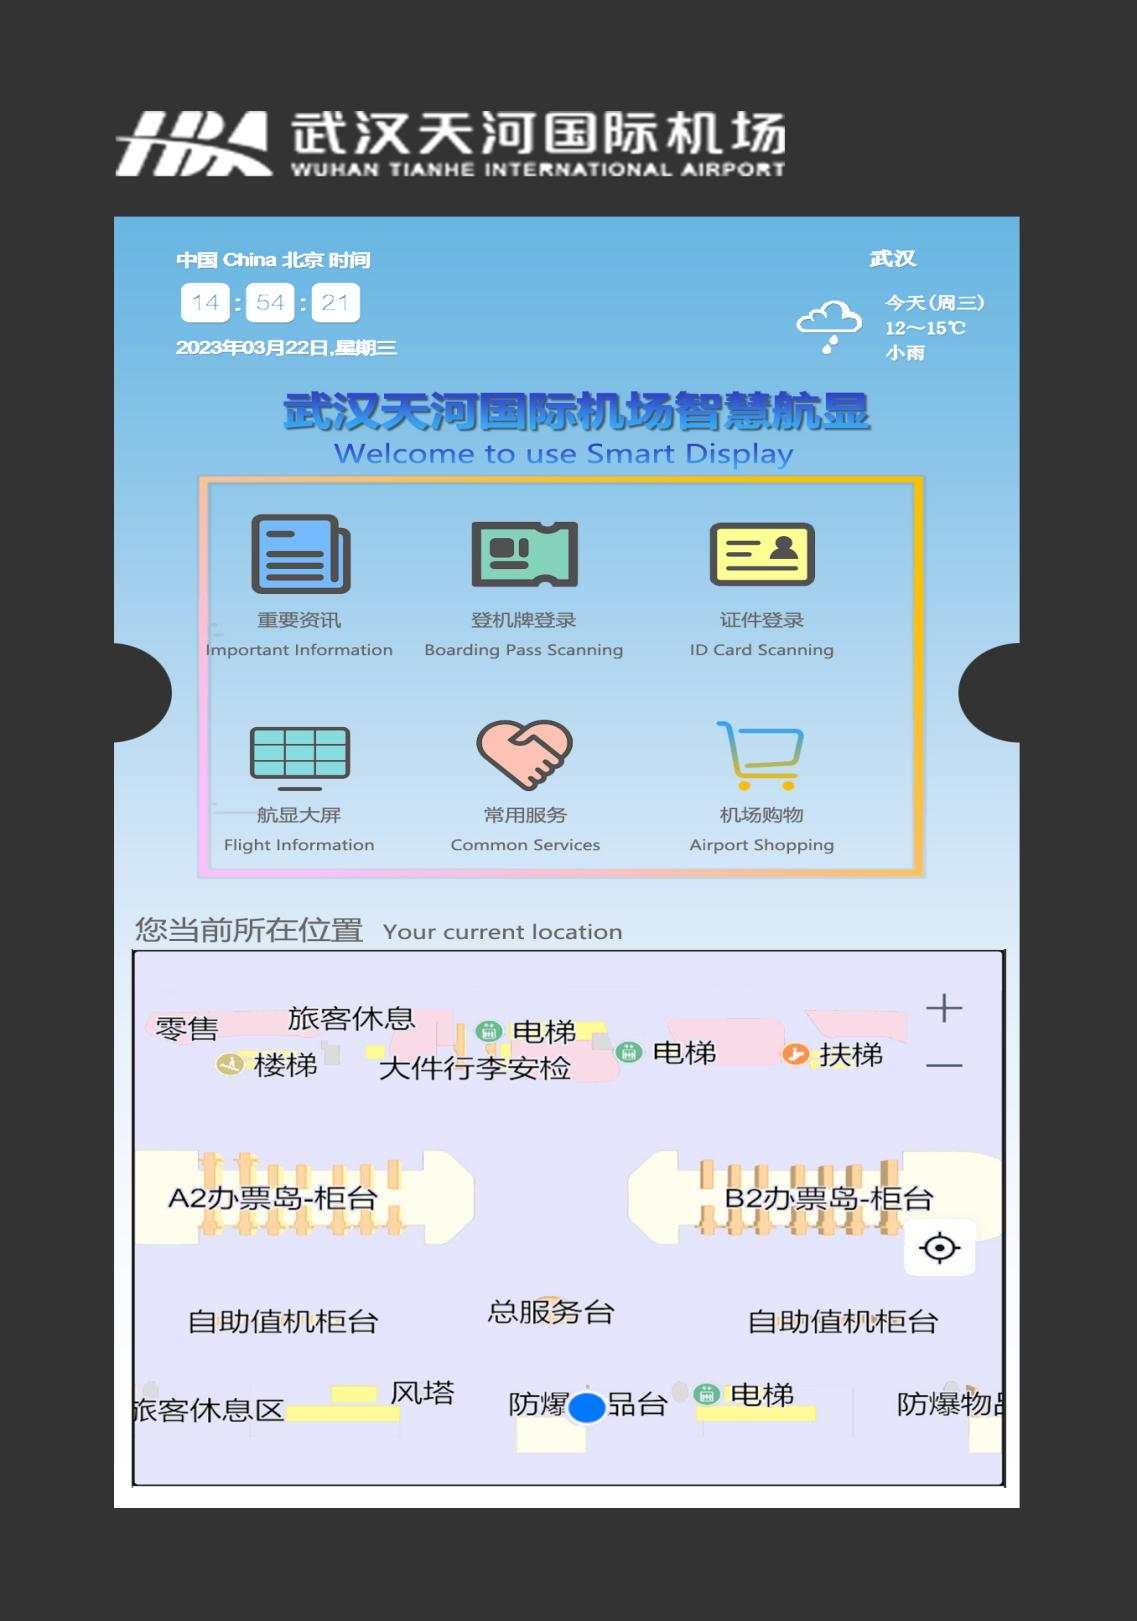 武汉天河国际机场
WUHAN TIANHE INTERNATIONAL AIRPORT
中国 China 北京 时间
14 : 54 : 21
2023年03月22日,星期三
武汉
今天(周三)
12～15℃
小雨
武汉天河国际机场智慧航显
Welcome to use Smart Display
重要资讯 登机牌登录 证件登录
Important Information Boarding Pass Scanning ID Card Scanning
航显大屏 常用服务 机场购物
Flight Information Common Services Airport Shopping
您当前所在位置 Your current location
零售 旅客休息 电梯 电梯 扶梯
楼梯 大件行李安检
A2办票岛-柜台 B2办票岛-柜台
自助值机柜台 总服务台 自助值机柜台
旅客休息区 风塔 防爆 品台 电梯 防爆物品